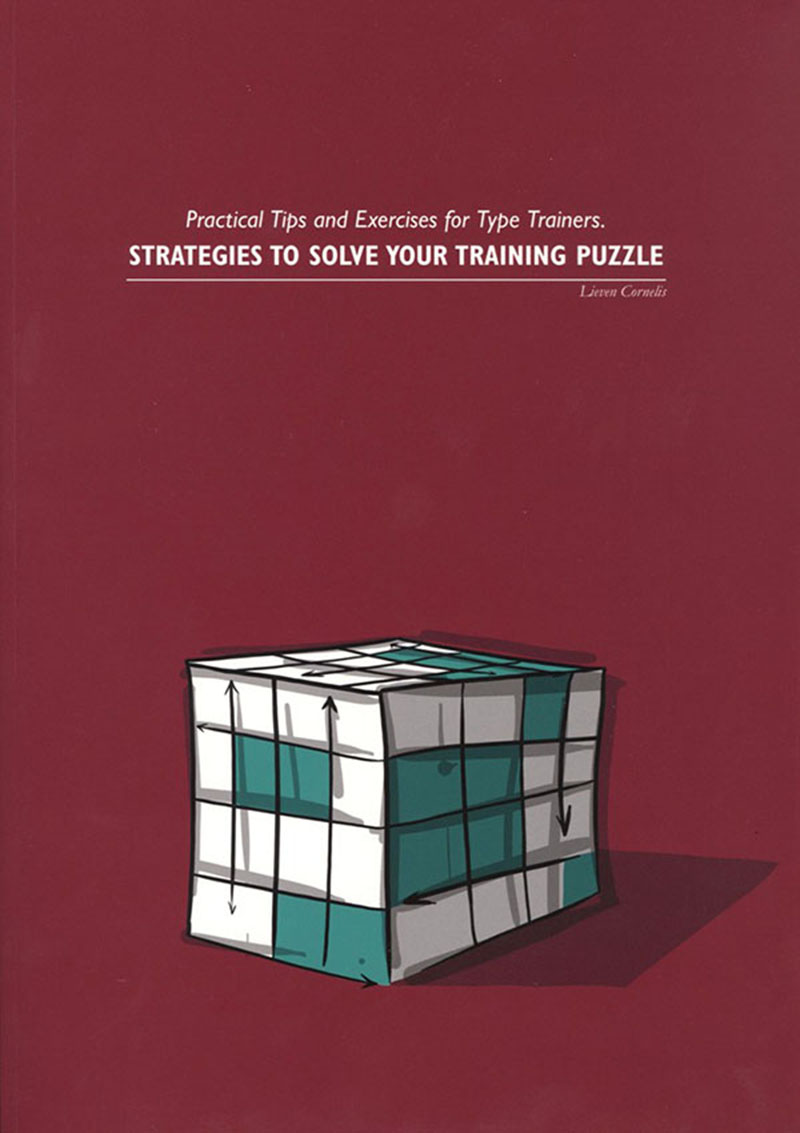 Practical Tips and Exercises for Type Trainers.
STRATEGIES TO SOLVE YOUR TRAINING PUZZLE
Lieven Cornelis